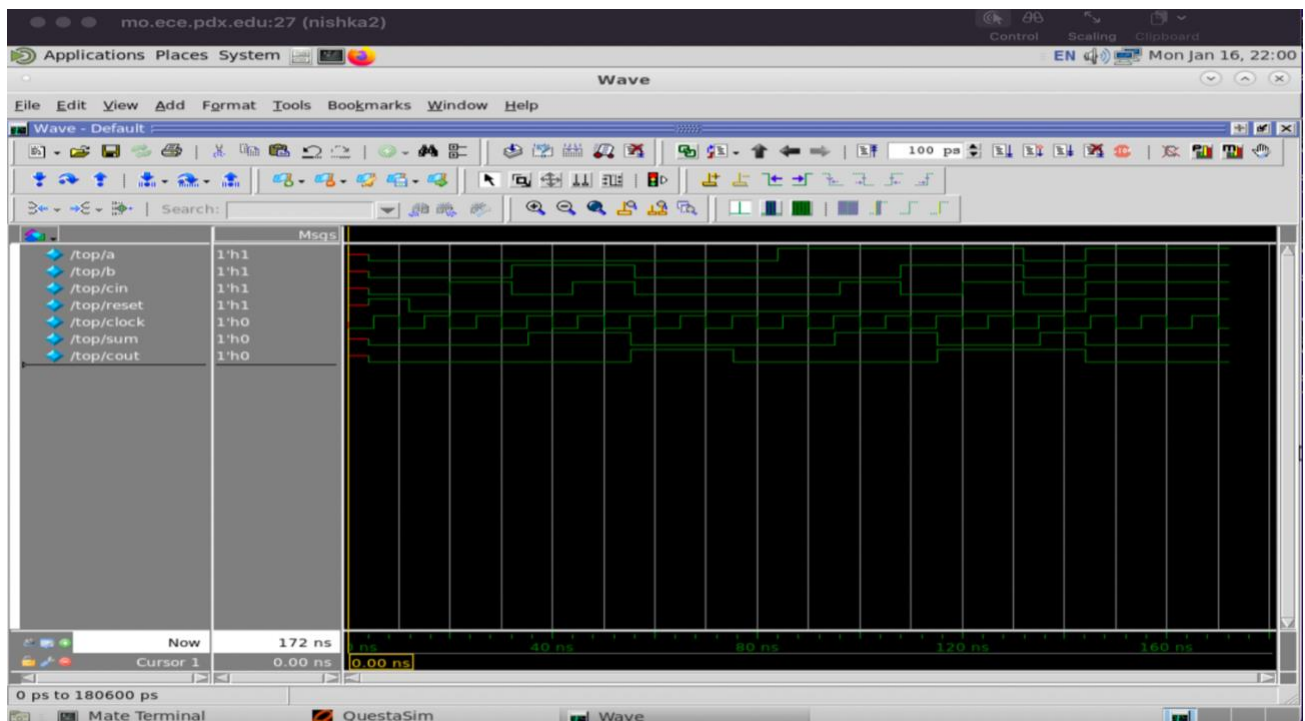 mo.ece.pdx.edu:27 (nishka2)
Control Scaling Clipboard
Applications Places System EN Mon Jan 16, 22:00
Wave
File Edit View Add Format Tools Bookmarks Window Help
Wave - Default
100 ps
Search:
Msgs
/top/a 1'h1
/top/b 1'h1
/top/cin 1'h1
/top/reset 1'h1
/top/clock 1'h0
/top/sum 1'h0
/top/cout 1'h0
Now 172 ns ns 40 ns 80 ns 120 ns 160 ns
Cursor 1 0.00 ns 0.00 ns
0 ps to 180600 ps
Mate Terminal QuestaSim Wave